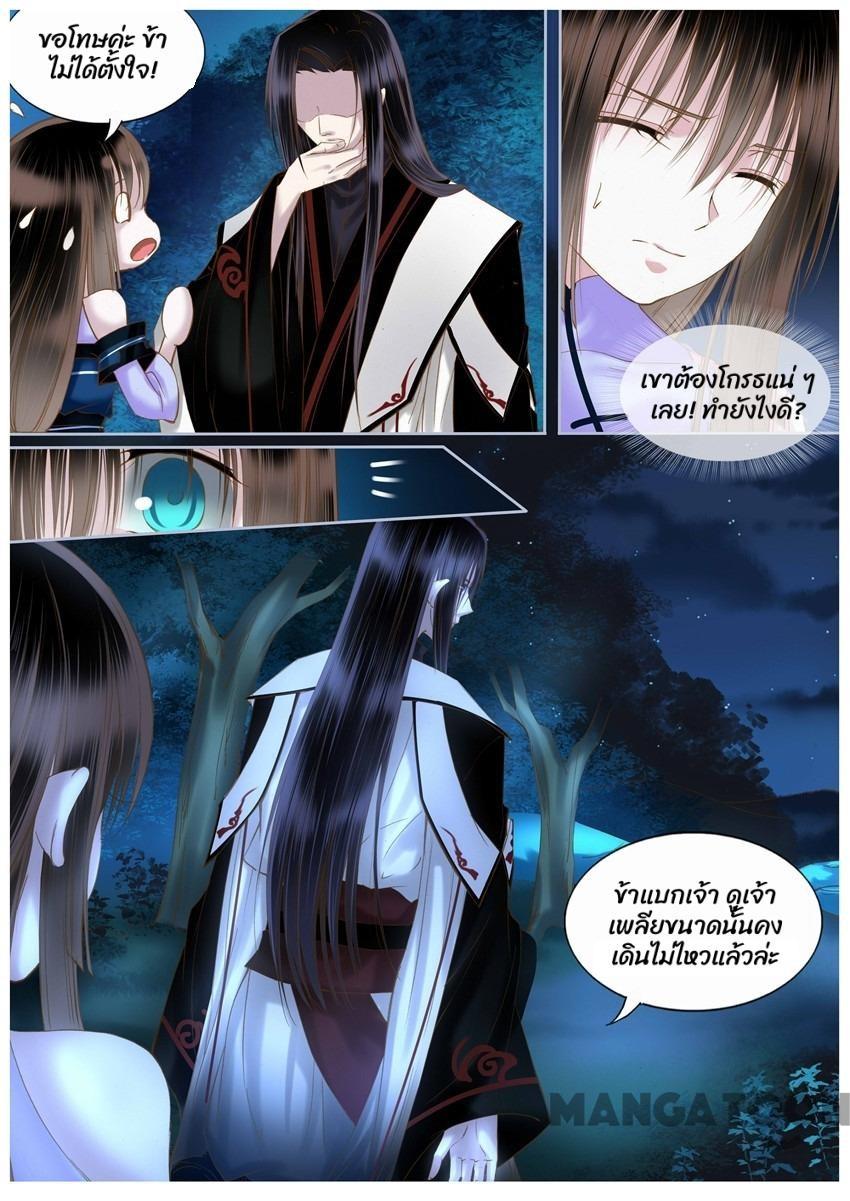 ขอโทษค่ะ ข้า
ไม่ได้ตั้งใจ!
เขาต้องโกรธแน่ ๆ
เลย! ทำยังไงดี?
ข้าแบกเจ้า ดูเจ้า
เพลียขนาดนั้นคง
เดินไม่ไหวแล้วล่ะ
MANGATOON